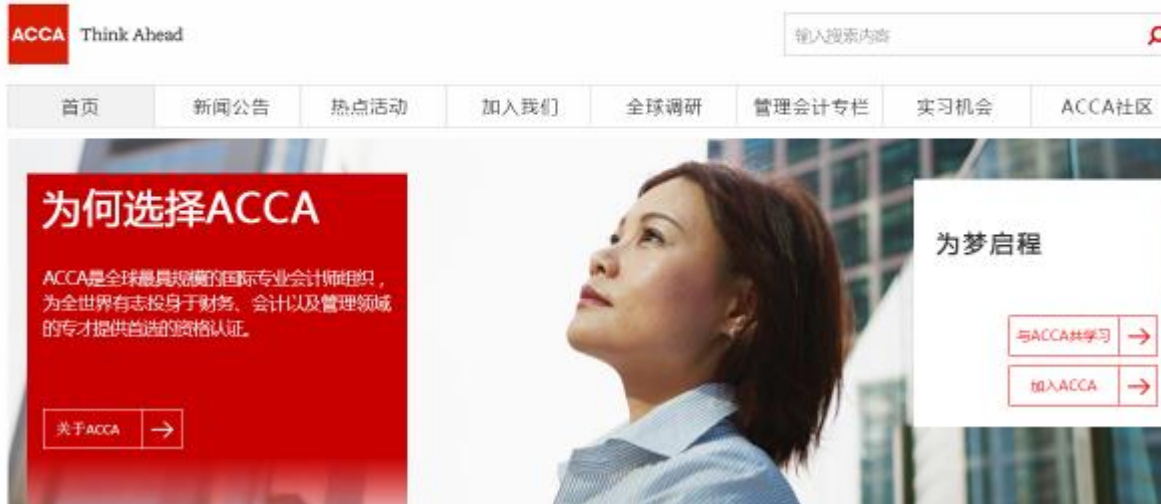 ACCA
Think Ahead
输入搜索内容
首页
新闻公告
热点活动
加入我们
全球调研
管理会计专栏
实习机会
ACCA社区
为何选择ACCA
ACCA是全球最具规模的国际专业会计师组织，
为全世界有志投身于财务、会计以及管理领域
的专才提供首选的资格认证。
关于ACCA
为梦启程
与ACCA共学习
加入ACCA